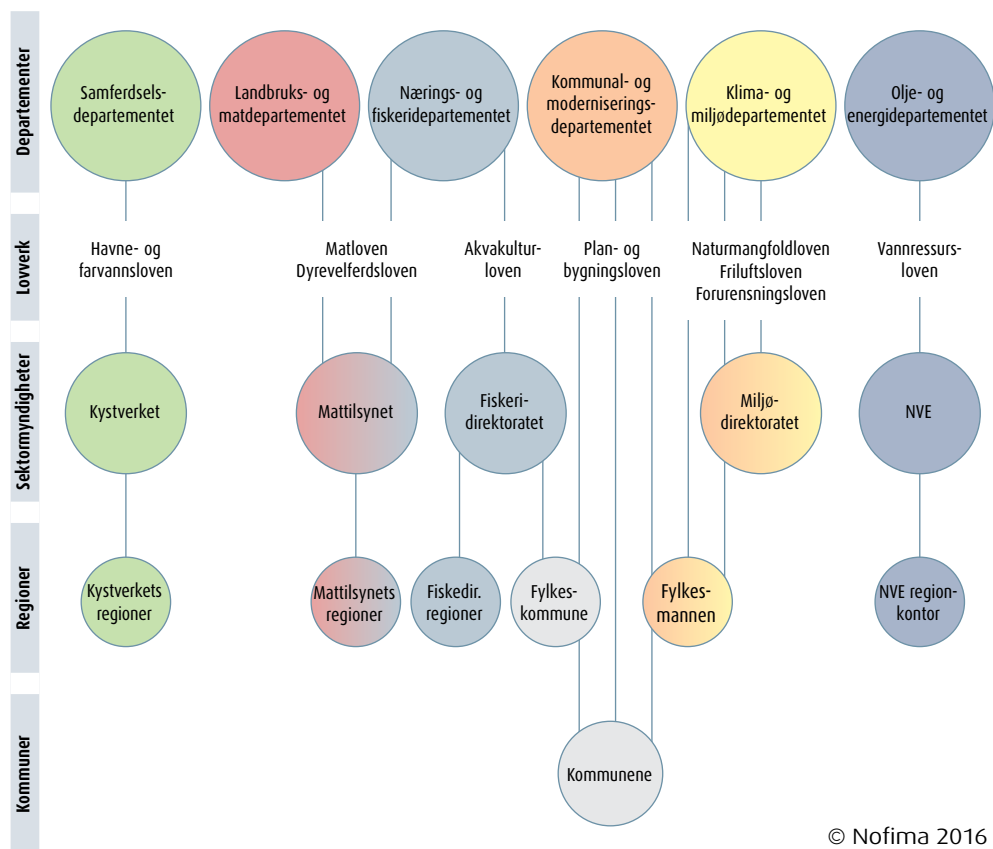 Departementer
Samferdsels-
departementet
Landbruks- og
matdepartementet
Nærings- og
fiskeridepartementet
Kommunal- og
moderniserings-
departementet
Klima- og
miljødepartementet
Olje- og
energidepartementet
Lovverk
Havne- og
farvannsloven
Matloven
Dyrevelferdsloven
Akvakultur-
loven
Plan- og
bygningsloven
Naturmangfoldloven
Friluftsloven
Forurensningsloven
Vannressurs-
loven
Sektormyndigheter
Kystverket
Mattilsynet
Fiskeri-
direktoratet
Miljø-
direktoratet
NVE
Regioner
Kystverkets
regioner
Mattilsynets
regioner
Fiskedir.
regioner
Fylkes-
kommune
Fylkes-
mannen
NVE region-
kontor
Kommuner
Kommunene
© Nofima 2016